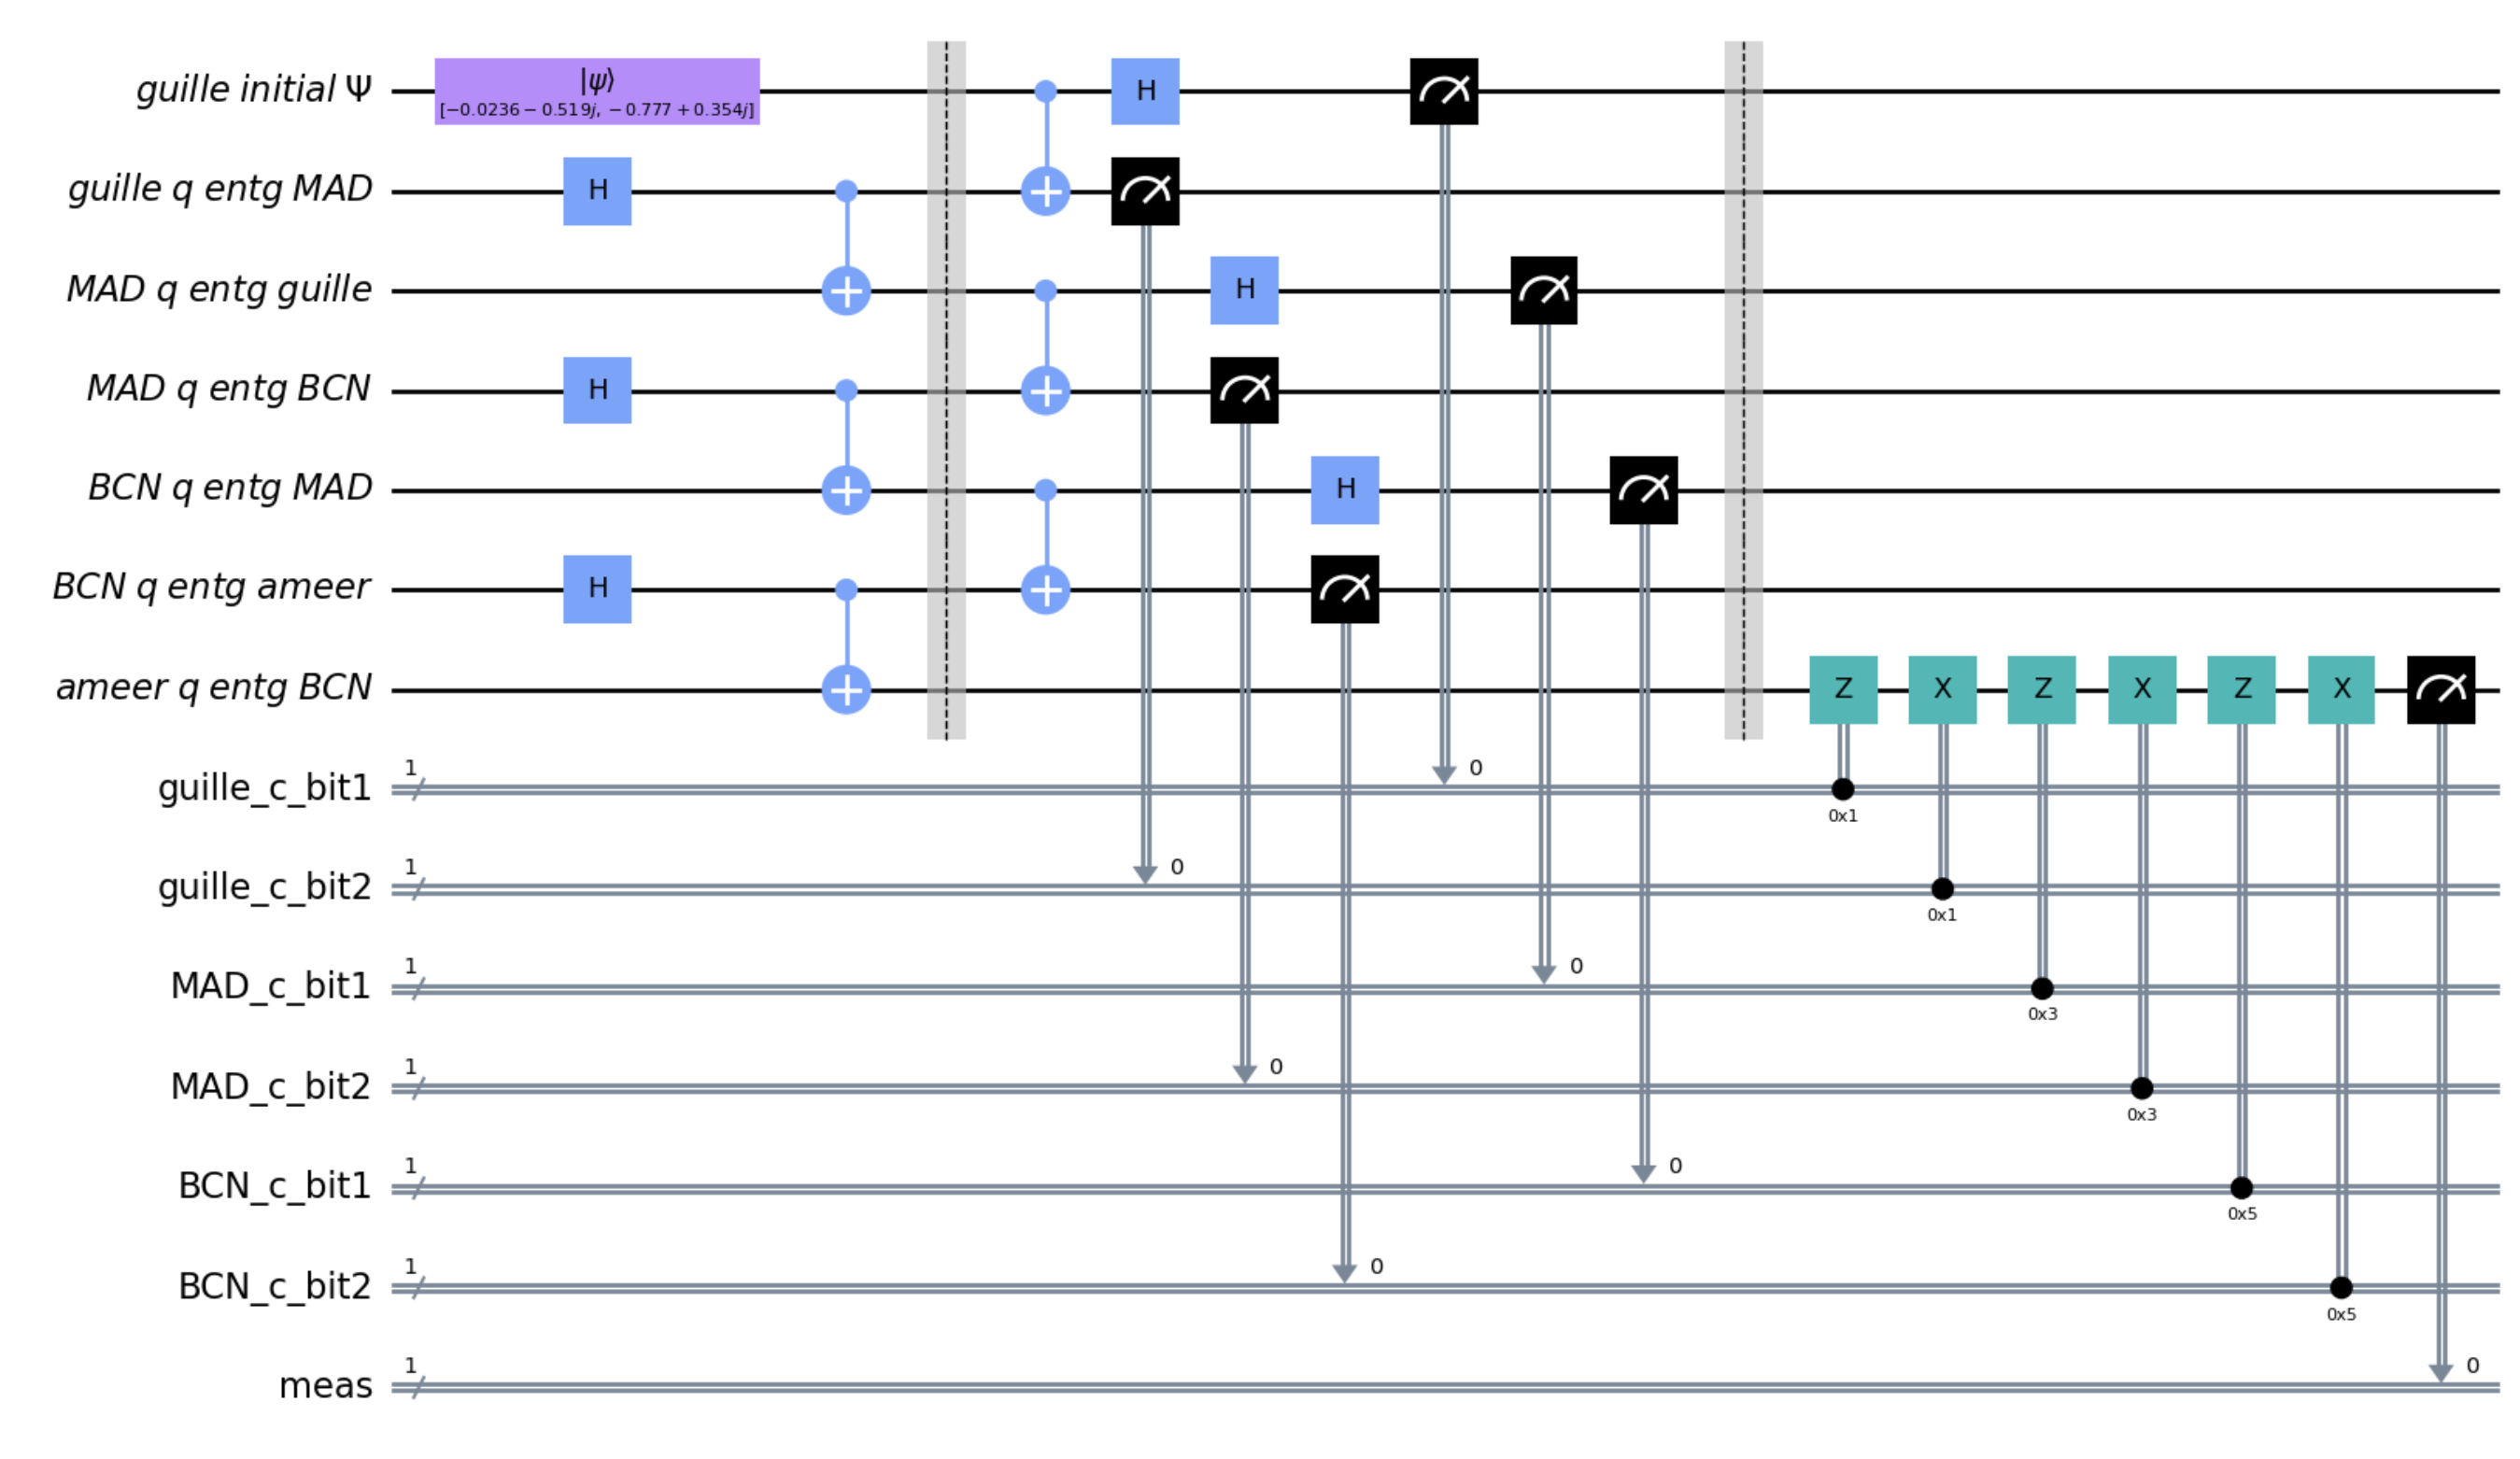 guille initial Ψ
|ψ⟩
[−0.0236 − 0.519j, −0.777 + 0.354j]
H
guille q entg MAD
H
MAD q entg guille
H
MAD q entg BCN
H
BCN q entg MAD
H
BCN q entg ameer
H
ameer q entg BCN
Z X Z X Z X
guille_c_bit1
1
0
0x1
guille_c_bit2
1
0
0x1
MAD_c_bit1
1
0
0x3
MAD_c_bit2
1
0
0x3
BCN_c_bit1
1
0
0x5
BCN_c_bit2
1
0
0x5
meas
1
0